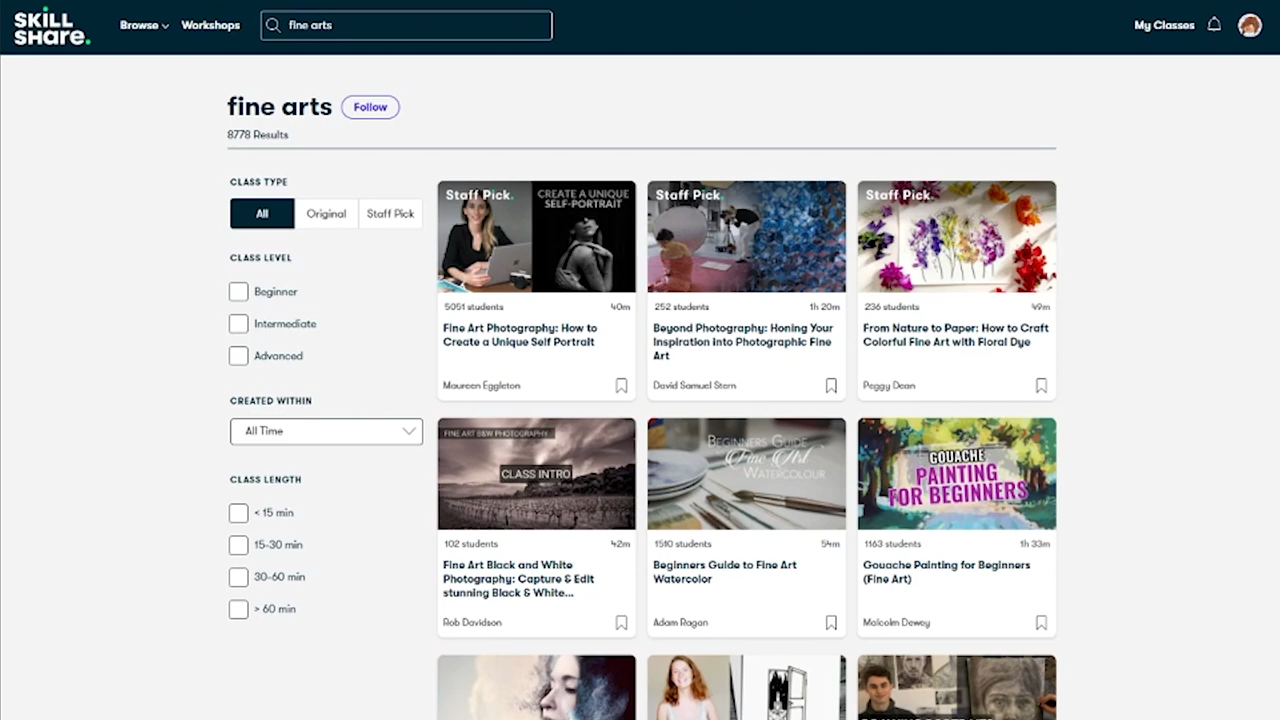 SKILL
SHare.
Browse
Workshops
fine arts
My Classes
fine arts
Follow
8778 Results
CLASS TYPE
All
Original
Staff Pick
CLASS LEVEL
Beginner
Intermediate
Advanced
CREATED WITHIN
All Time
CLASS LENGTH
< 15 min
15-30 min
30-60 min
> 60 min
Staff Pick.
CREATE A UNIQUE
SELF-PORTRAIT
5051 students
40m
Fine Art Photography: How to
Create a Unique Self Portrait
Maureen Eggleton
Staff Pick.
252 students
1h 20m
Beyond Photography: Honing Your
Inspiration into Photographic Fine
Art
David Samuel Stern
Staff Pick.
236 students
49m
From Nature to Paper: How to Craft
Colorful Fine Art with Floral Dye
Peggy Dean
FINE ART B&W PHOTOGRAPHY
CLASS INTRO
102 students
42m
Fine Art Black and White
Photography: Capture & Edit
stunning Black & White...
Rob Davidson
BEGINNERS GUIDE
Fine Art
WATERCOLOUR
1510 students
54m
Beginners Guide to Fine Art
Watercolor
Adam Ragan
GOUACHE
PAINTING
FOR BEGINNERS
1163 students
1h 33m
Gouache Painting for Beginners
(Fine Art)
Malcolm Dewey